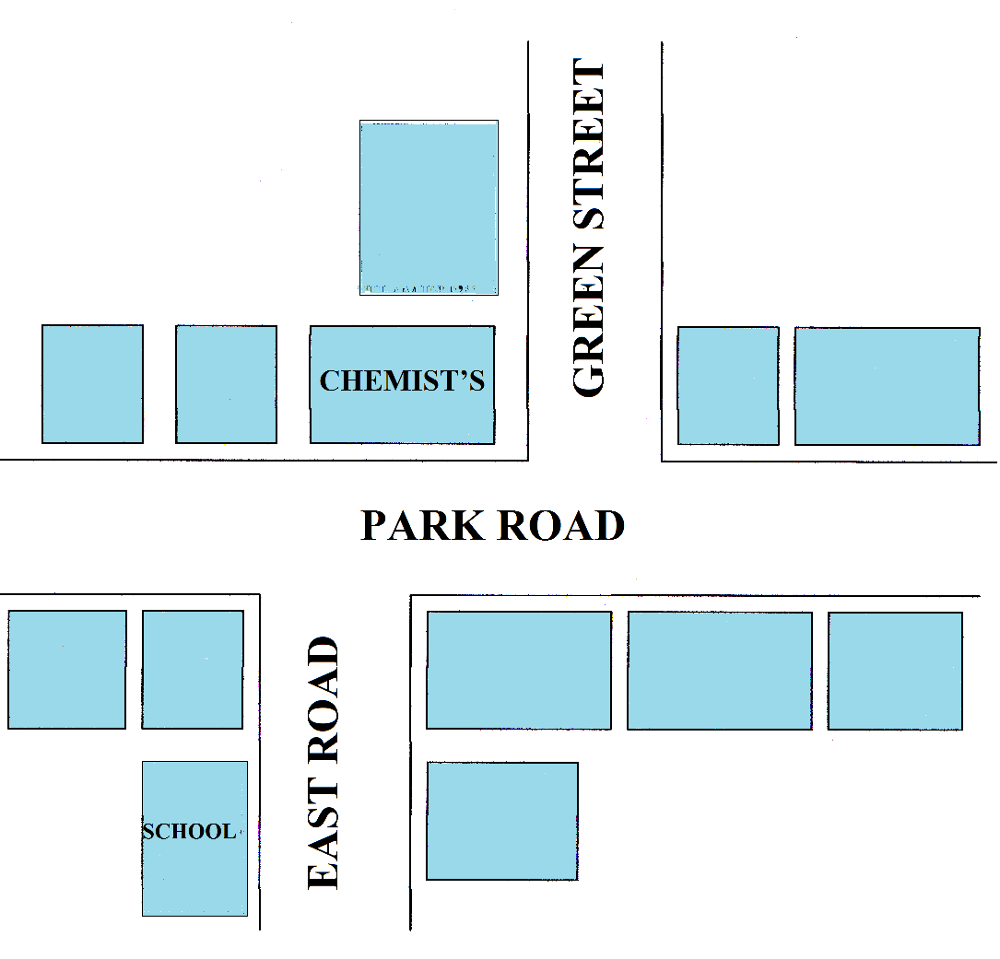 GREEN STREET
CHEMIST'S
PARK ROAD
EAST ROAD
SCHOOL